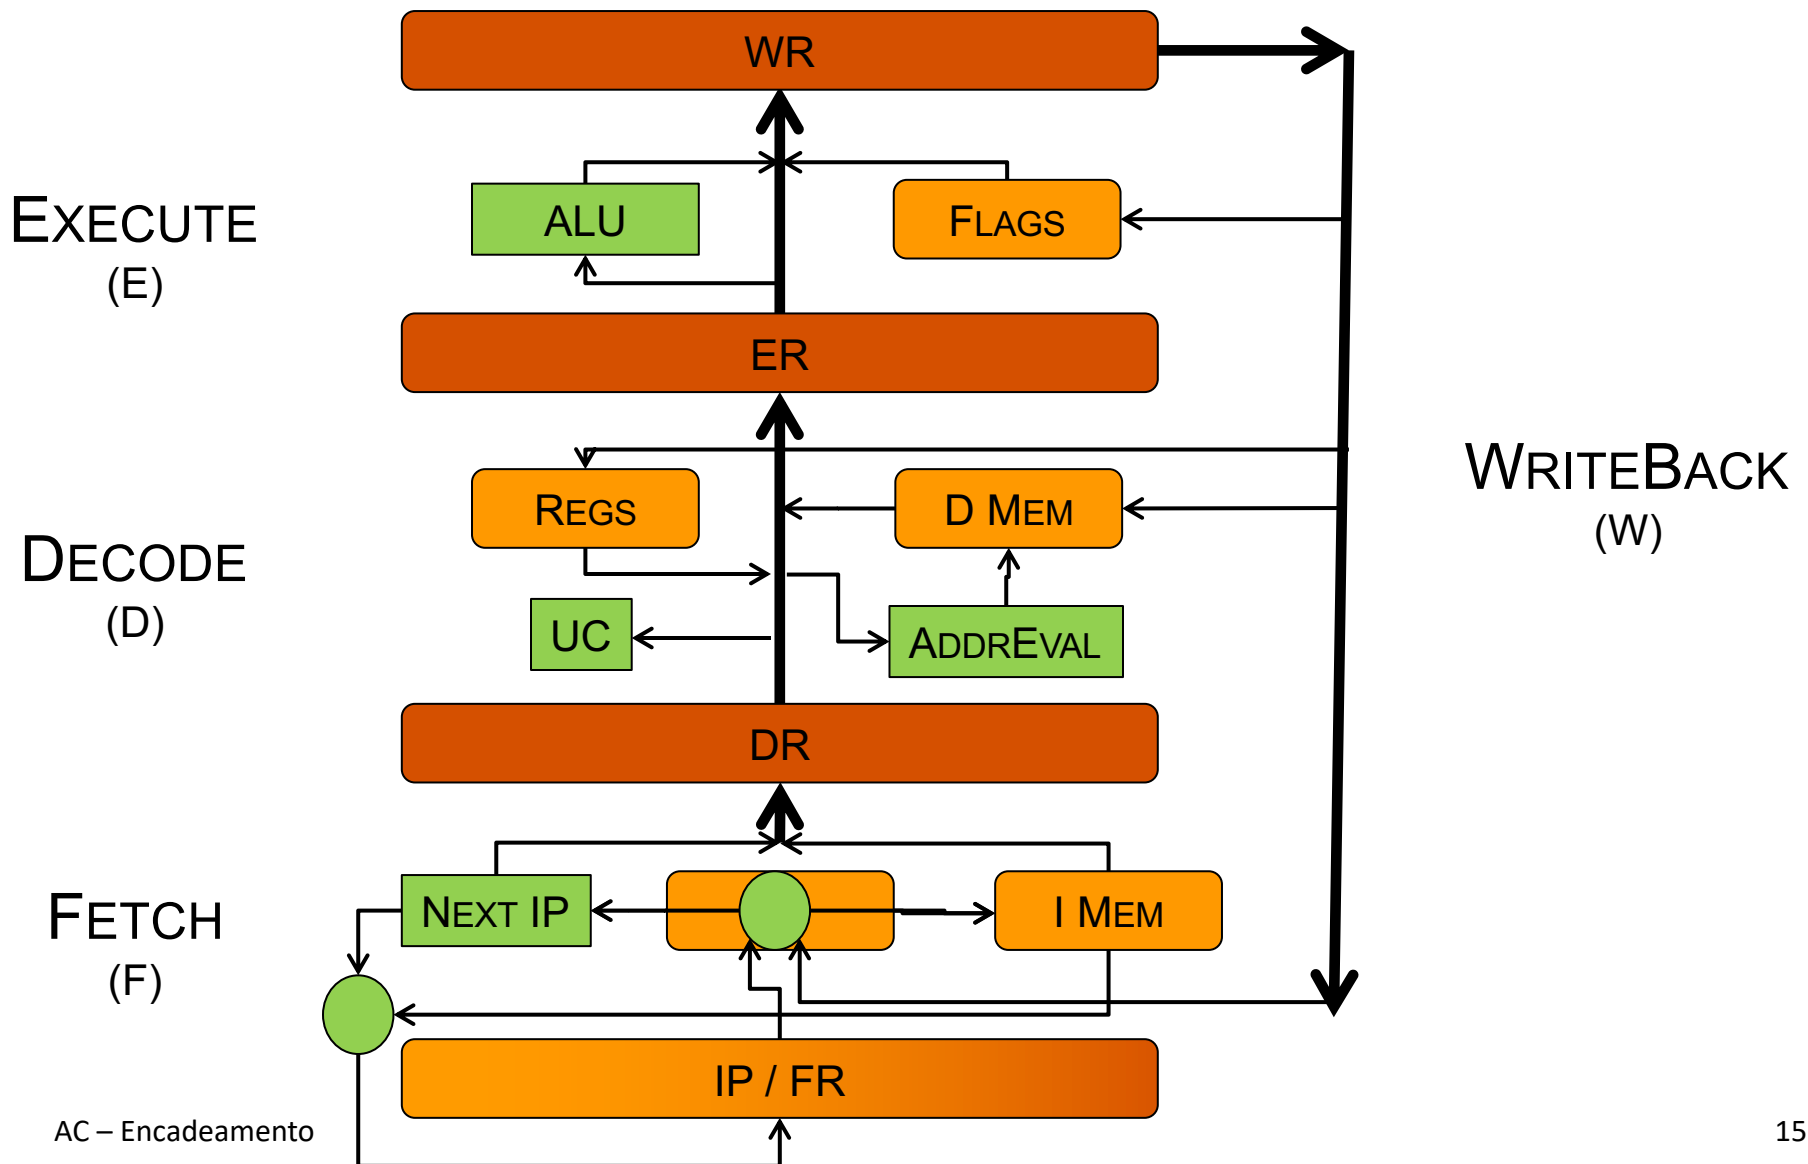 WR
EXECUTE
(E)
ALU
FLAGS
ER
REGS
D MEM
WRITEBACK
(W)
DECODE
(D)
UC
ADDREVAL
DR
FETCH
(F)
NEXT IP
I MEM
IP / FR
AC – Encadeamento
15